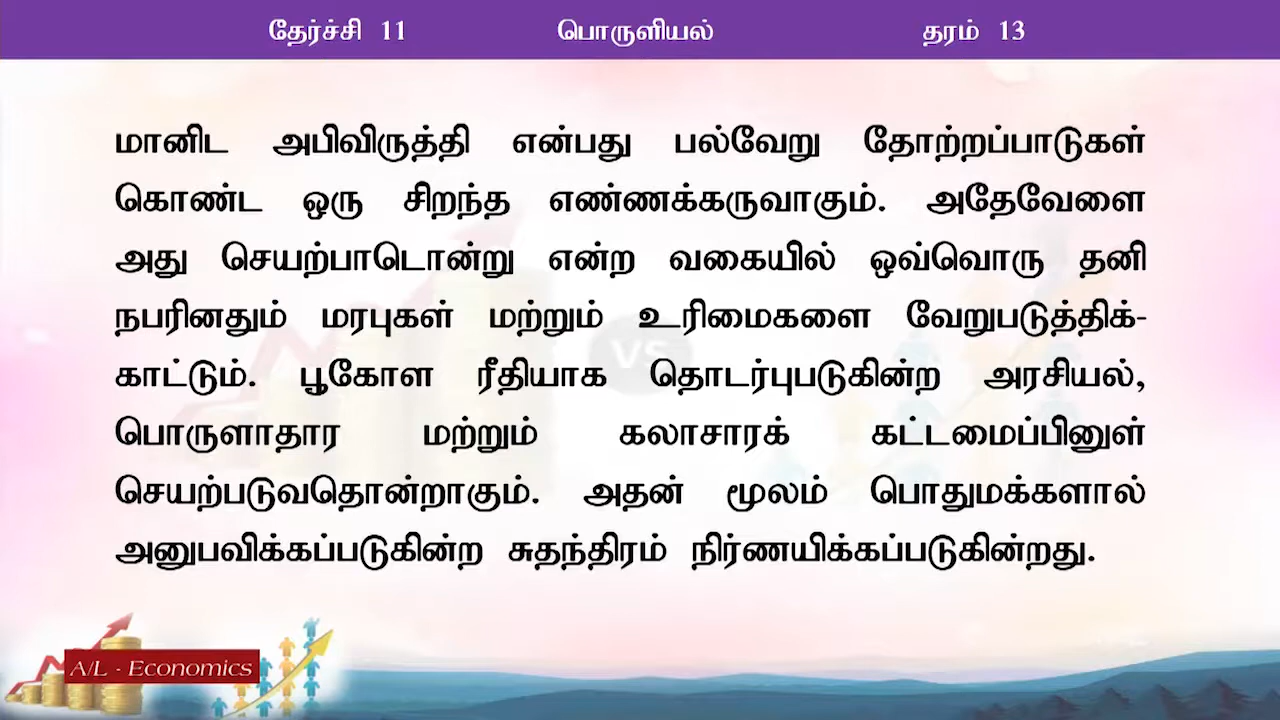 தேர்ச்சி 11 பொருளியல் தரம் 13
மானிட அபிவிருத்தி என்பது பல்வேறு தோற்றப்பாடுகள்
கொண்ட ஒரு சிறந்த எண்ணக்கருவாகும். அதேவேளை
அது செயற்பாடொன்று என்ற வகையில் ஒவ்வொரு தனி
நபரினதும் மரபுகள் மற்றும் உரிமைகளை வேறுபடுத்திக்-
காட்டும். பூகோள ரீதியாக தொடர்புபடுகின்ற அரசியல்,
பொருளாதார மற்றும் கலாசாரக் கட்டமைப்பினுள்
செயற்படுவதொன்றாகும். அதன் மூலம் பொதுமக்களால்
அனுபவிக்கப்படுகின்ற சுதந்திரம் நிர்ணயிக்கப்படுகின்றது.
VS
A/L - Economics